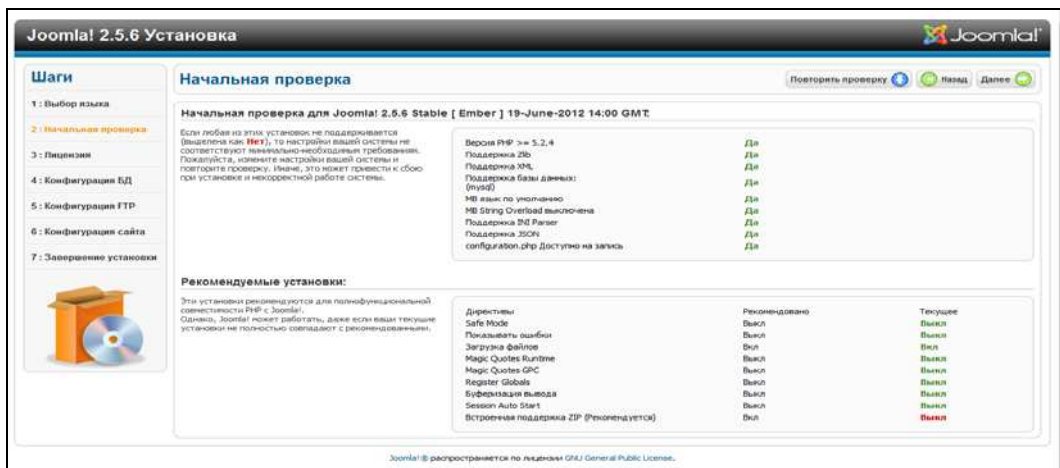 Joomla! 2.5.6 Установка
Joomla!
Шаги
1 : Выбор языка
2 : Начальная проверка
3 : Лицензия
4 : Конфигурация БД
5 : Конфигурация FTP
6 : Конфигурация сайта
7 : Завершение установки
Начальная проверка
Повторить проверку
Назад
Далее
Начальная проверка для Joomla! 2.5.6 Stable [ Ember ] 19-June-2012 14:00 GMT:
Если любая из этих установок не поддерживается
(выделена как Нет), то настройки вашей системы не
соответствуют минимально-необходимым требованиям.
Пожалуйста, измените настройки вашей системы и
повторите проверку. Иначе, это может привести к сбою
при установке и некорректной работе системы.
Версия PHP >= 5.2.4 Да
Поддержка Zlib Да
Поддержка XML Да
Поддержка базы данных:
(mysql) Да
MB язык по умолчанию Да
MB String Overload выключена Да
Поддержка INI Parser Да
Поддержка JSON Да
configuration.php Доступно на запись Да
Рекомендуемые установки:
Эти установки рекомендуются для полнофункциональной
совместимости PHP с Joomla!.
Однако, Joomla! может работать, даже если ваши текущие
установки не полностью совпадают с рекомендованными.
Директивы Рекомендовано Текущее
Safe Mode Выкл Выкл
Показывать ошибки Выкл Выкл
Загрузка файлов Вкл Вкл
Magic Quotes Runtime Выкл Выкл
Magic Quotes GPC Выкл Выкл
Register Globals Выкл Выкл
Буферизация вывода Выкл Выкл
Session Auto Start Выкл Выкл
Встроенная поддержка ZIP (Рекомендуется) Вкл Выкл
Joomla!® распространяется по лицензии GNU General Public License.